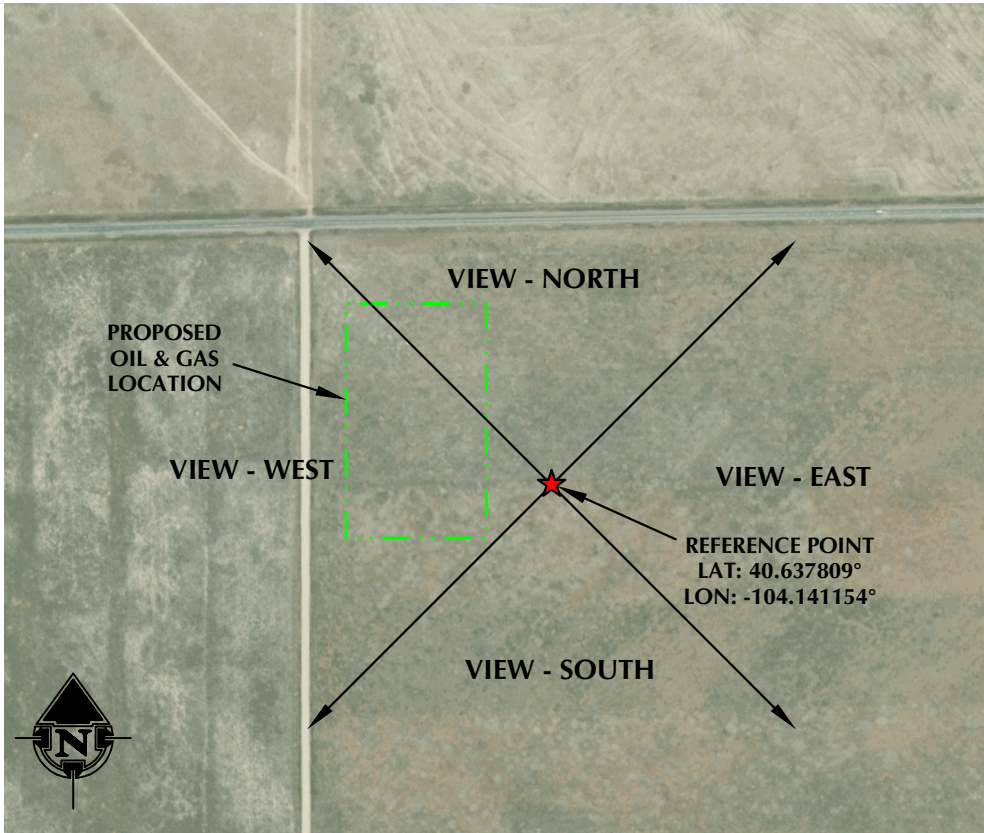 VIEW - NORTH
PROPOSED
OIL & GAS
LOCATION
VIEW - WEST
VIEW - EAST
REFERENCE POINT
LAT: 40.637809°
LON: -104.141154°
VIEW - SOUTH
N